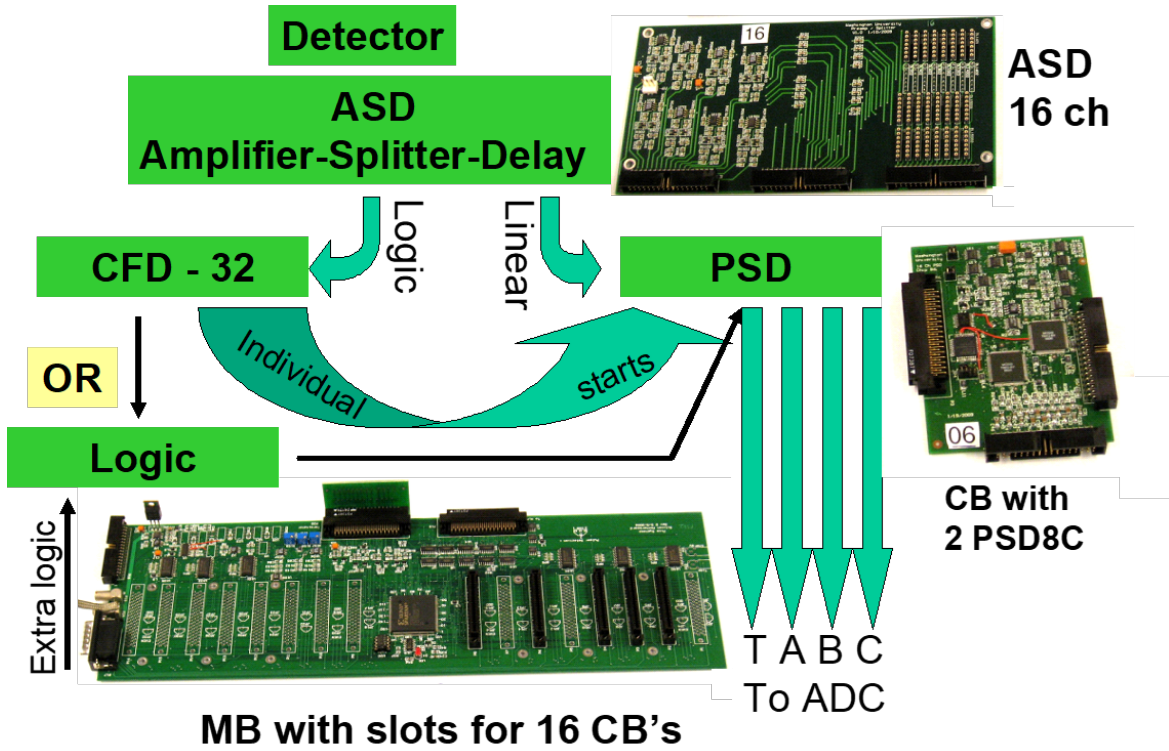 Detector
ASD
Amplifier-Splitter-Delay
16
ASD
16 ch
Logic
Linear
CFD - 32
PSD
Individual
starts
OR
Logic
Extra logic
06
CB with
2 PSD8C
T A B C
To ADC
MB with slots for 16 CB's